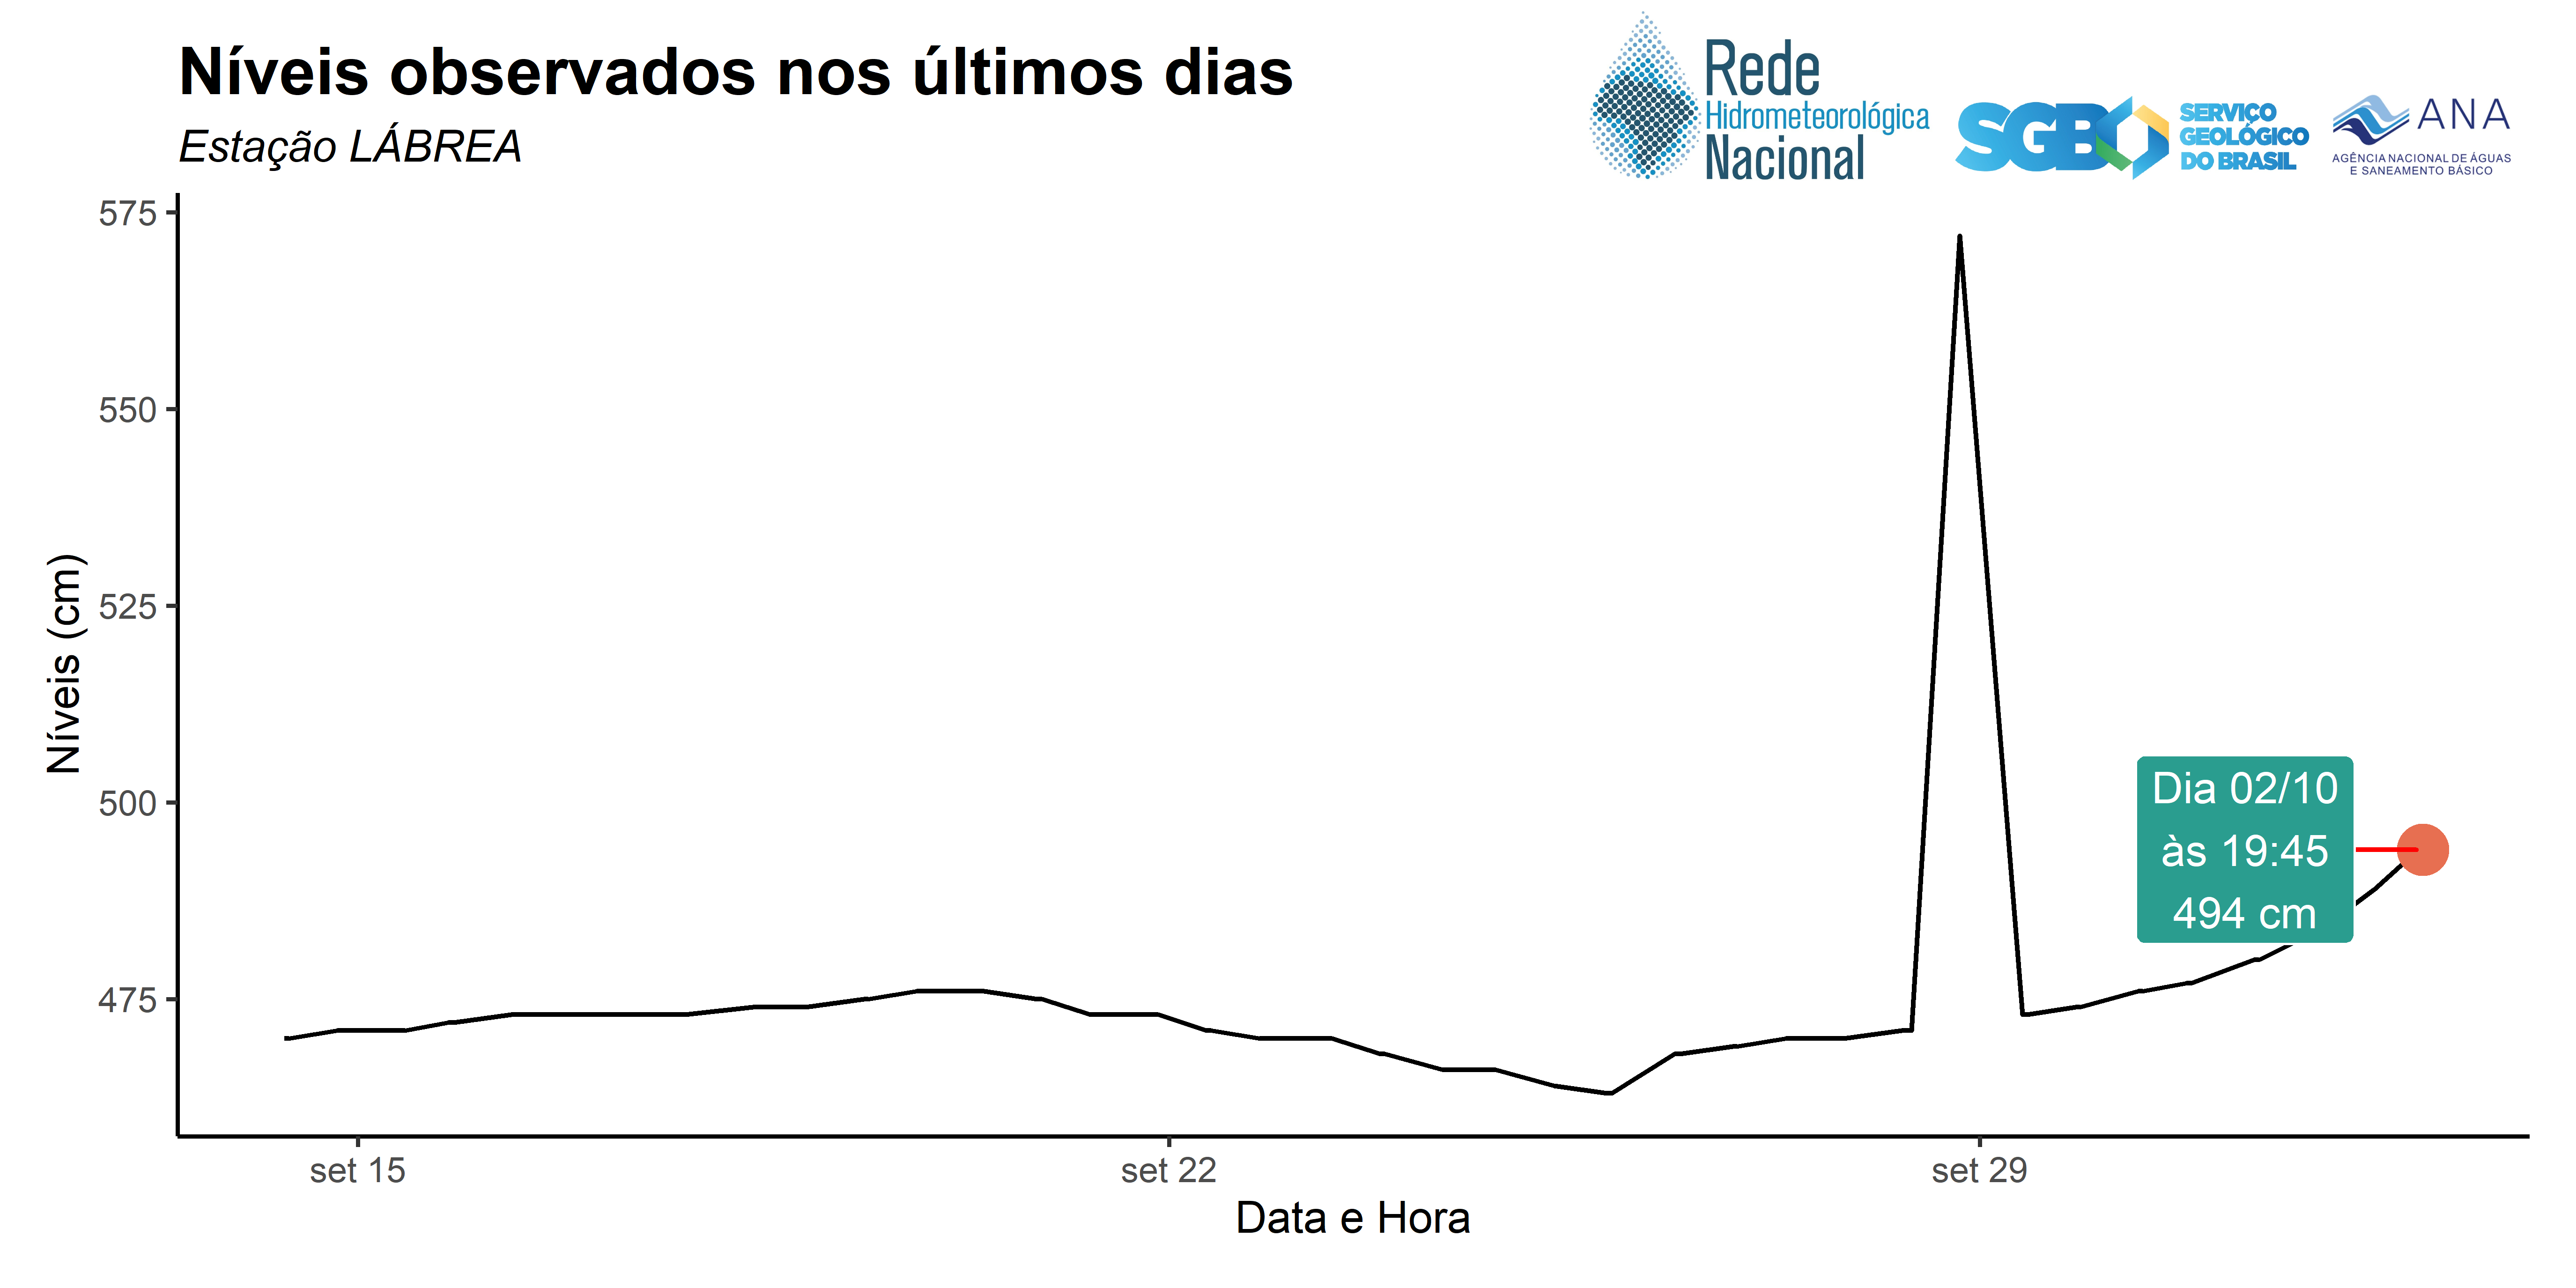 Níveis observados nos últimos dias
Estação LÁBREA
Rede
Hidrometeorológica
Nacional
SGB
SERVIÇO
GEOLÓGICO
DO BRASIL
ANA
AGÊNCIA NACIONAL DE ÁGUAS
E SANEAMENTO BÁSICO
Níveis (cm)
575
550
525
500
475
Dia 02/10
às 19:45
494 cm
set 15
set 22
set 29
Data e Hora